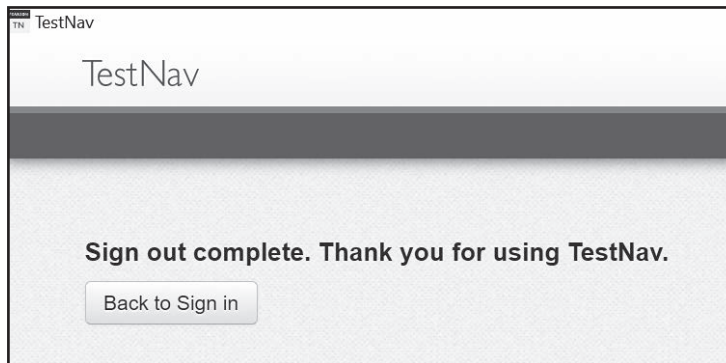 TN TestNav
TestNav
Sign out complete. Thank you for using TestNav.
Back to Sign in